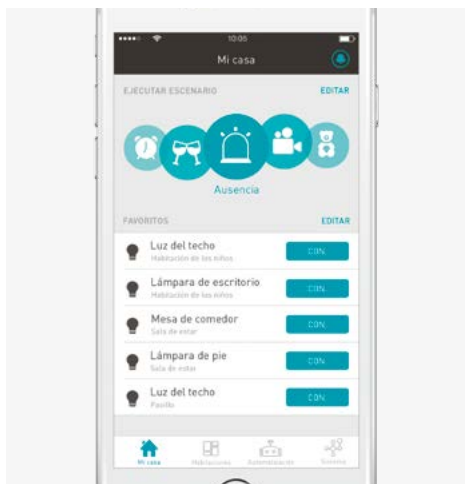 10:05
Mi casa
EJECUTAR ESCENARIO EDITAR
Ausencia
FAVORITOS EDITAR
Luz del techo CON.
Habitación de los niños
Lámpara de escritorio CON.
Habitación de los niños
Mesa de comedor CON.
Sala de estar
Lámpara de pie CON.
Sala de estar
Luz del techo CON.
Pasillo
Mi casa Habitaciones Automatización